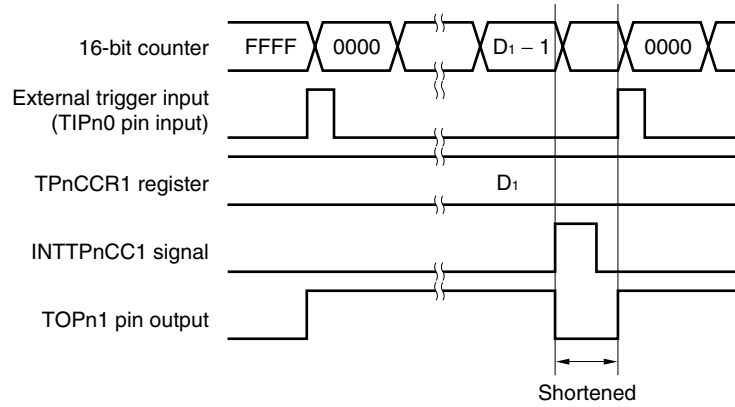 16-bit counter FFFF 0000 D1 − 1 0000
External trigger input
(TIPn0 pin input)
TPnCCR1 register D1
INTTPnCC1 signal
TOPn1 pin output
Shortened